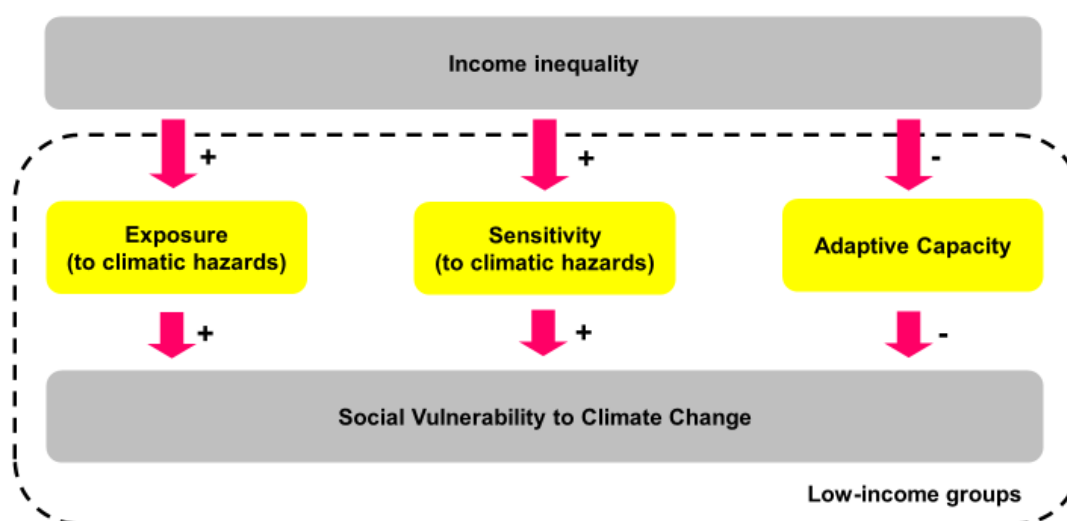 Income inequality
+ + -
Exposure
(to climatic hazards)
Sensitivity
(to climatic hazards)
Adaptive Capacity
+ + -
Social Vulnerability to Climate Change
Low-income groups